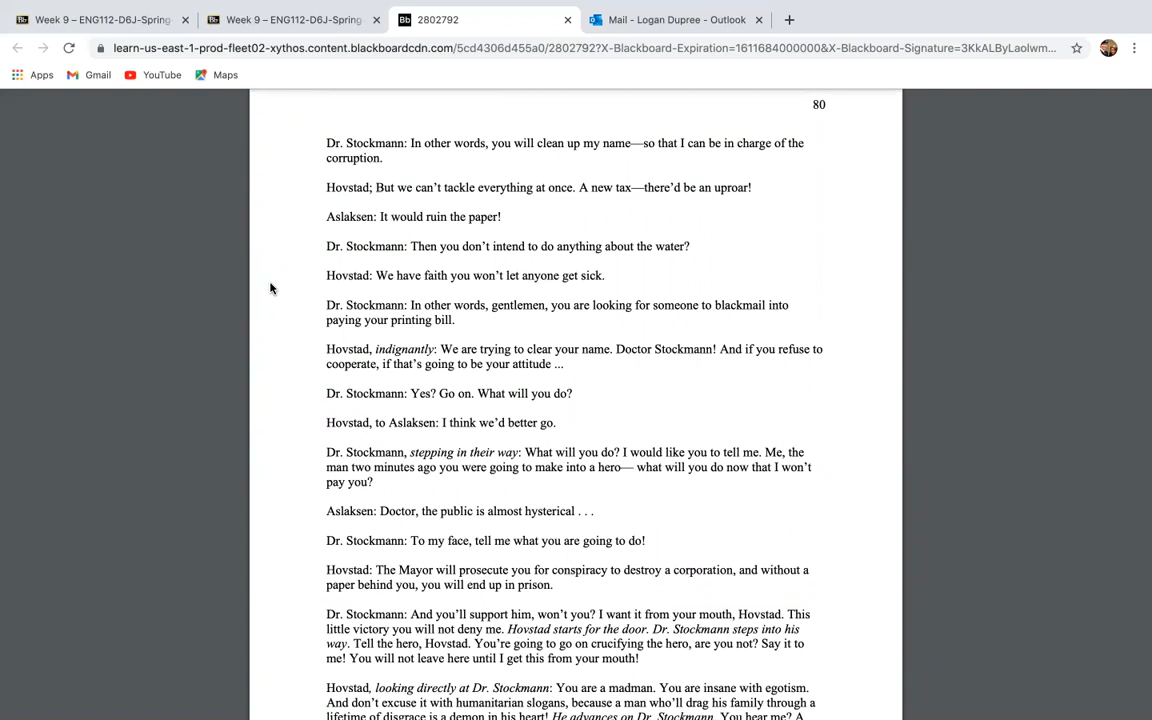 Week 9 – ENG112-D6J-Spring-
Week 9 – ENG112-D6J-Spring
2802792
Mail - Logan Dupree - Outlook
learn-us-east-1-prod-fleet02-xythos.content.blackboardcdn.com/5cd4306d455a0/2802792?X-Blackboard-Expiration=1611684000000&X-Blackboard-Signature=3KkALByLaolwm...
Apps
Gmail
YouTube
Maps
80
Dr. Stockmann: In other words, you will clean up my name—so that I can be in charge of the
corruption.
Hovstad; But we can't tackle everything at once. A new tax—there'd be an uproar!
Aslaksen: It would ruin the paper!
Dr. Stockmann: Then you don't intend to do anything about the water?
Hovstad: We have faith you won't let anyone get sick.
Dr. Stockmann: In other words, gentlemen, you are looking for someone to blackmail into
paying your printing bill.
Hovstad, indignantly: We are trying to clear your name. Doctor Stockmann! And if you refuse to
cooperate, if that's going to be your attitude ...
Dr. Stockmann: Yes? Go on. What will you do?
Hovstad, to Aslaksen: I think we'd better go.
Dr. Stockmann, stepping in their way: What will you do? I would like you to tell me. Me, the
man two minutes ago you were going to make into a hero— what will you do now that I won't
pay you?
Aslaksen: Doctor, the public is almost hysterical . . .
Dr. Stockmann: To my face, tell me what you are going to do!
Hovstad: The Mayor will prosecute you for conspiracy to destroy a corporation, and without a
paper behind you, you will end up in prison.
Dr. Stockmann: And you'll support him, won't you? I want it from your mouth, Hovstad. This
little victory you will not deny me. Hovstad starts for the door. Dr. Stockmann steps into his
way. Tell the hero, Hovstad. You're going to go on crucifying the hero, are you not? Say it to
me! You will not leave here until I get this from your mouth!
Hovstad, looking directly at Dr. Stockmann: You are a madman. You are insane with egotism.
And don't excuse it with humanitarian slogans, because a man who'll drag his family through a
lifetime of disgrace is a demon in his heart! He advances on Dr. Stockmann. You hear me? A